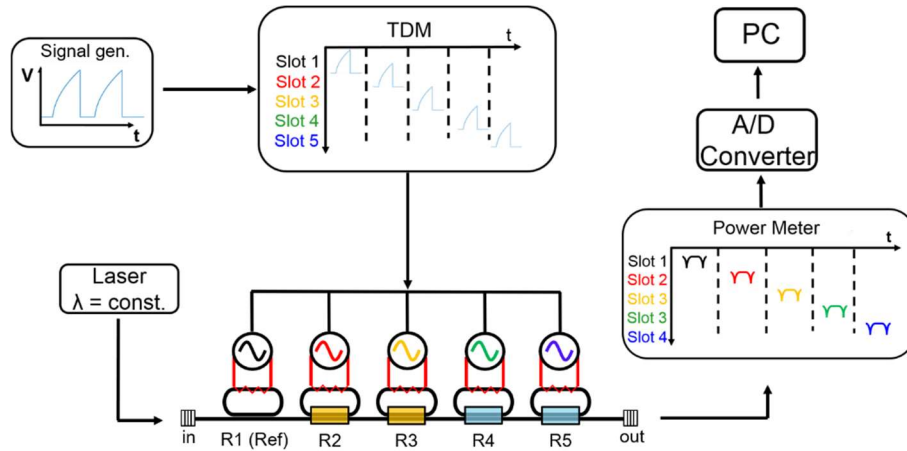 Signal gen.
V
t
TDM
t
Slot 1
Slot 2
Slot 3
Slot 4
Slot 5
PC
A/D
Converter
Power Meter
t
Slot 1
Slot 2
Slot 3
Slot 3
Slot 4
Laser
λ = const.
in
R1 (Ref)
R2
R3
R4
R5
out